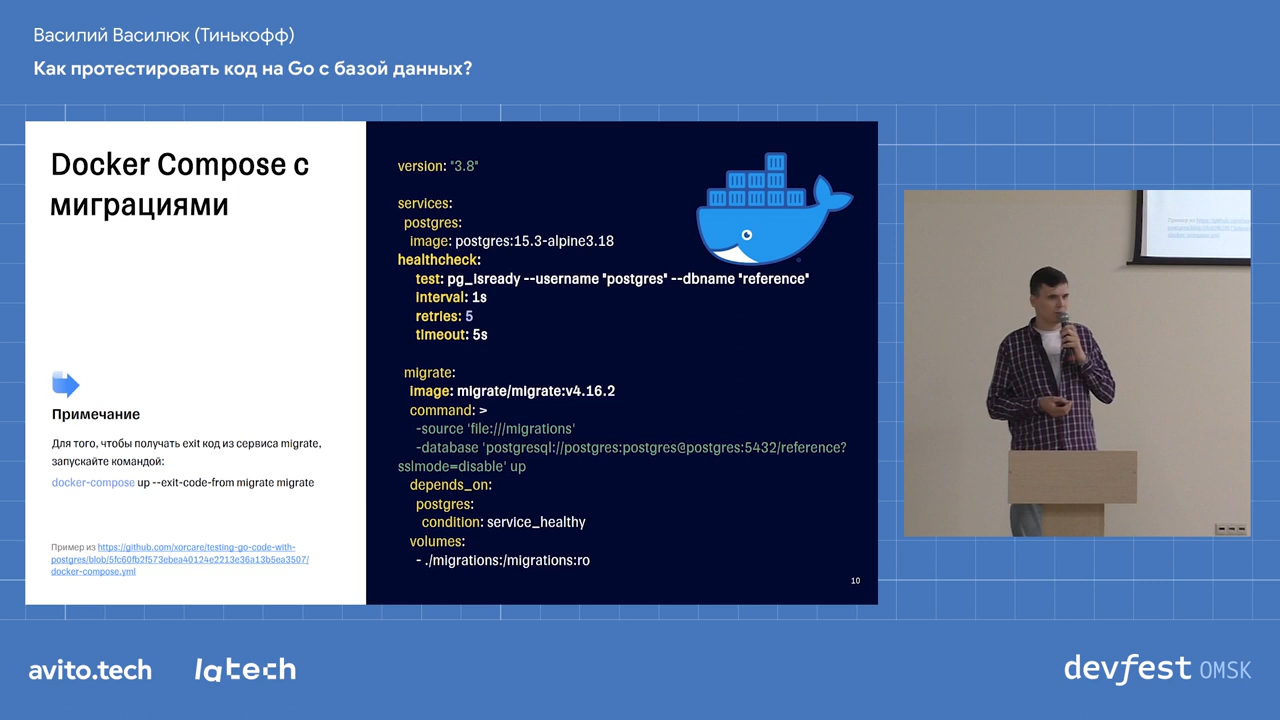 Василий Василюк (Тинькофф)
Как протестировать код на Go с базой данных?
Docker Compose с
миграциями
Примечание
Для того, чтобы получать exit код из сервиса migrate,
запускайте командой:
docker-compose up --exit-code-from migrate migrate
Пример из https://github.com/xorcare/testing-go-code-with-
postgres/blob/5fc60fb2f573ebea40124e2213e36a13b5ea3507/
docker-compose.yml
version: "3.8"
services:
postgres:
image: postgres:15.3-alpine3.18
healthcheck:
test: pg_isready --username "postgres" --dbname "reference"
interval: 1s
retries: 5
timeout: 5s
migrate:
image: migrate/migrate:v4.16.2
command: >
-source 'file:///migrations'
-database 'postgresql://postgres:postgres@postgres:5432/reference?
sslmode=disable' up
depends_on:
postgres:
condition: service_healthy
volumes:
- ./migrations:/migrations:ro
10
avito.tech
latech
devfest OMSK